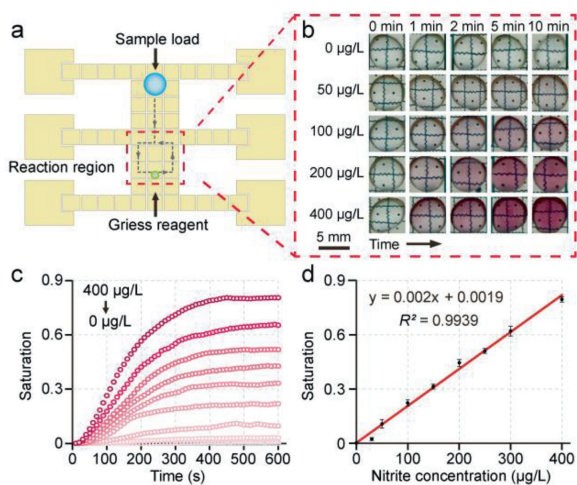 a
Sample load
Reaction region
Griess reagent
b
0 min 1 min 2 min 5 min 10 min
0 µg/L
50 µg/L
100 µg/L
200 µg/L
400 µg/L
5 mm
Time
c
0.9
0.6
0.3
0
Saturation
400 µg/L
0 µg/L
0 100 200 300 400 500 600
Time (s)
d
0.9
0.6
0.3
0
Saturation
y = 0.002x + 0.0019
R² = 0.9939
0 100 200 300 400
Nitrite concentration (µg/L)